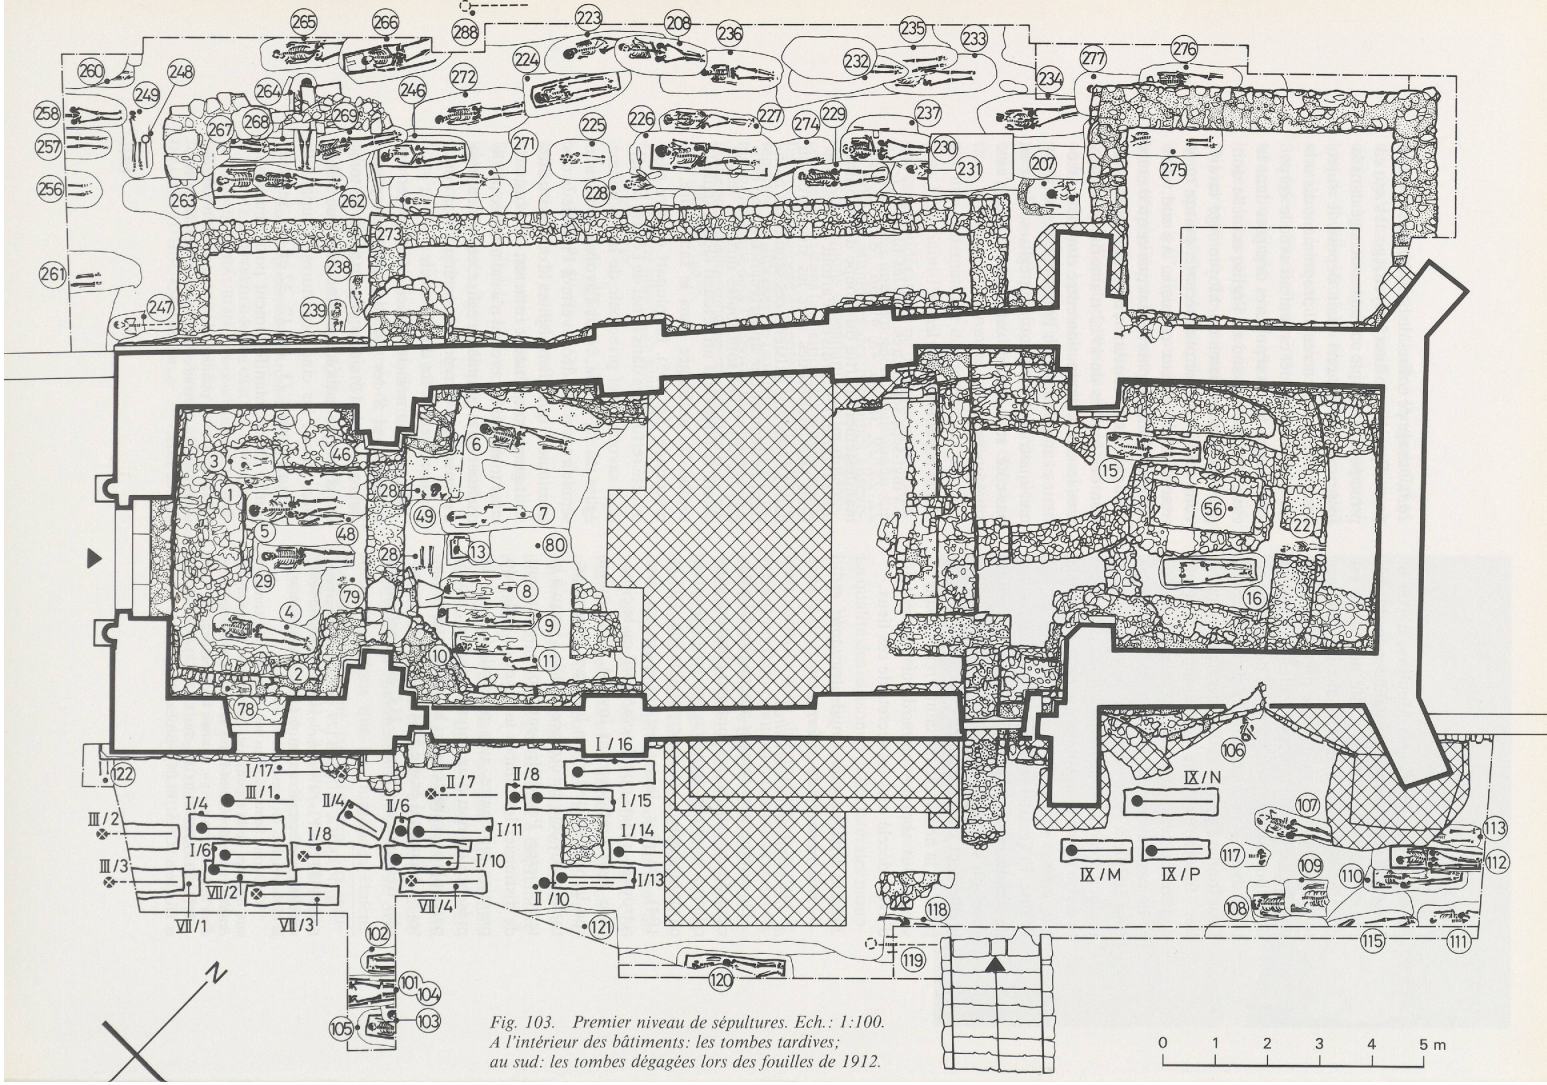 265
266
288
223
208
236
235
233
260
248
249
264
246
272
224
232
234
277
276
258
267
268
269
271
225
226
227
274
229
237
230
231
207
257
275
256
263
262
228
273
261
238
247
239
3
46
6
15
1
28
7
49
5
48
56
22
28
13
80
29
79
8
16
4
9
2
10
11
78
I / 16
106
122
I/17
III/1
II/7
II/8
IX/N
I/4
II/4
II/6
I/15
107
III/2
I/8
I/11
I/14
113
I/6
I/10
117
109
112
III/3
VII/2
I/13
IX/M
IX/P
110
VII/1
VII/3
VII/4
II/10
108
118
121
115
111
102
119
120
N
101
104
105
103
Fig. 103. Premier niveau de sépultures. Ech.: 1:100.
A l'intérieur des bâtiments: les tombes tardives;
au sud: les tombes dégagées lors des fouilles de 1912.
0 1 2 3 4 5 m